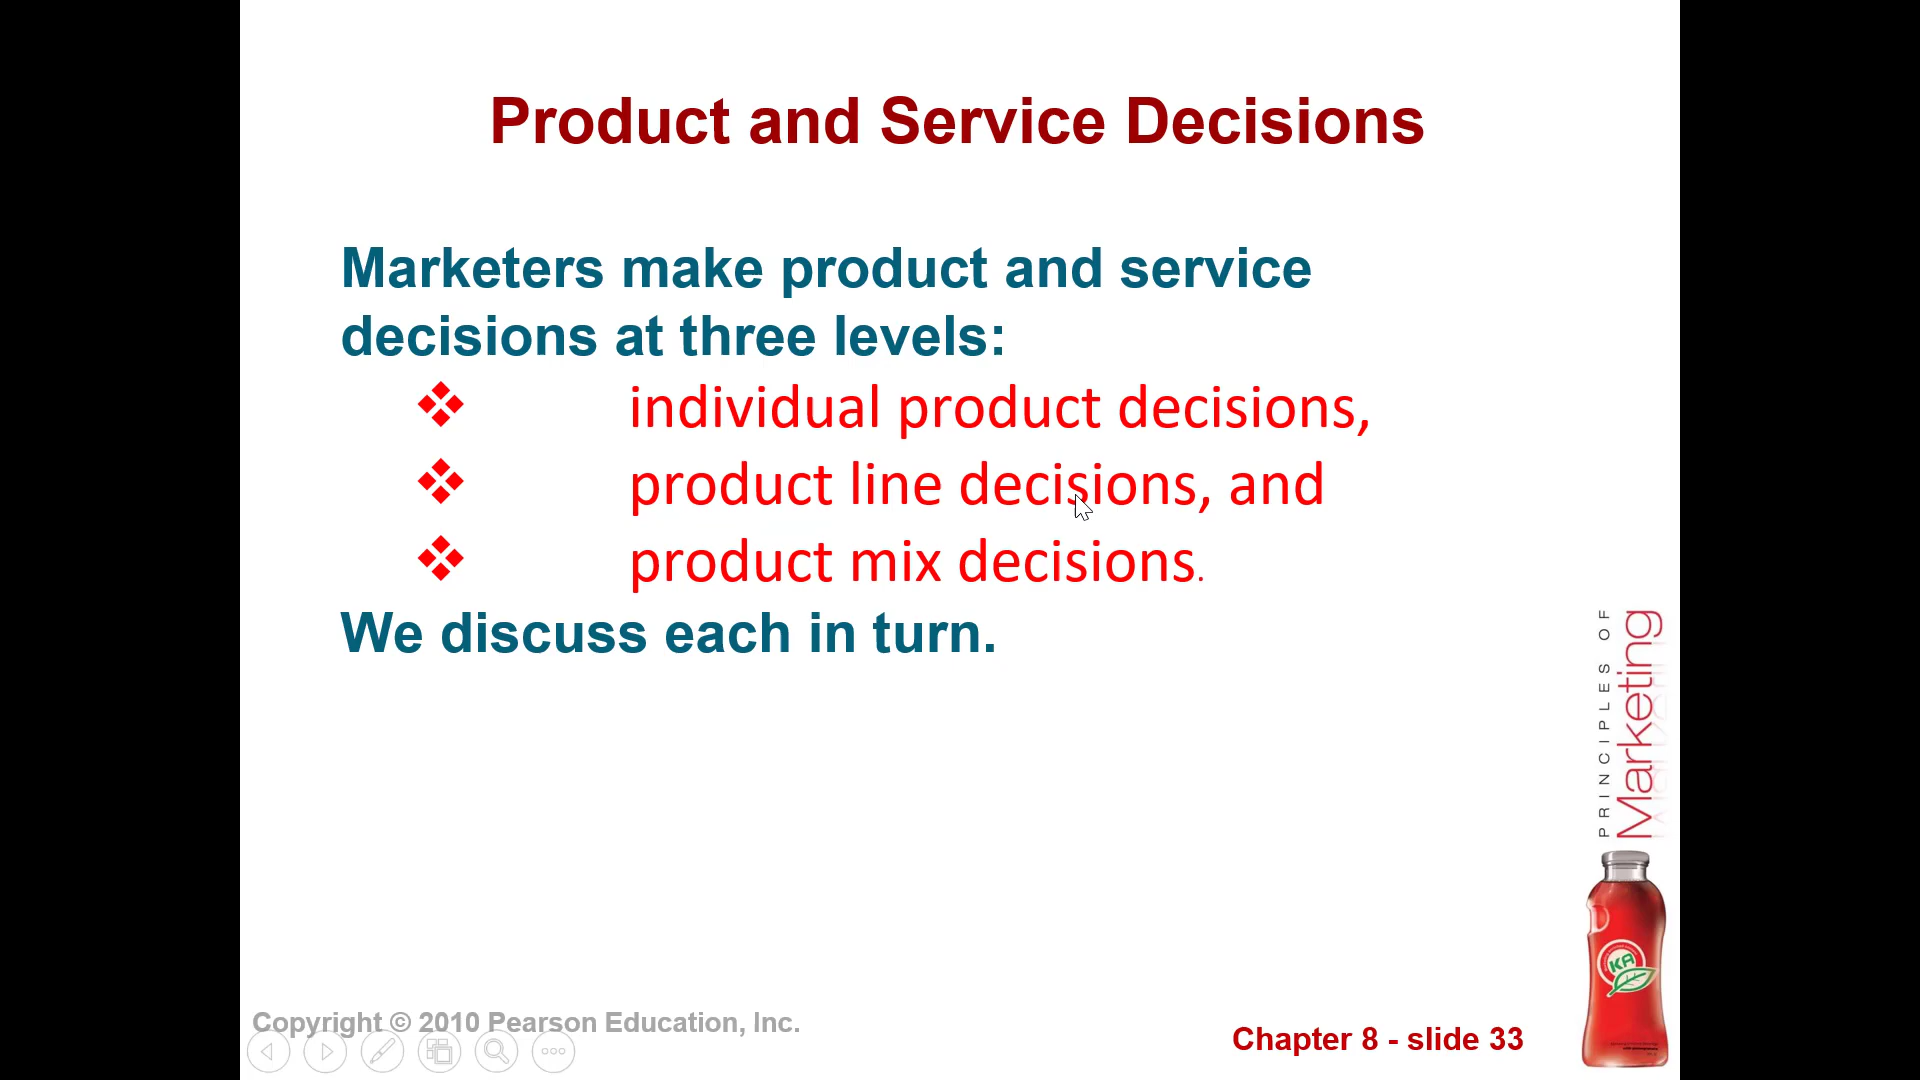 Product and Service Decisions
Marketers make product and service
decisions at three levels:
❖ individual product decisions,
❖ product line decisions, and
❖ product mix decisions.
We discuss each in turn.
PRINCIPLES OF
Marketing
KA
Copyright © 2010 Pearson Education, Inc.
Chapter 8 - slide 33